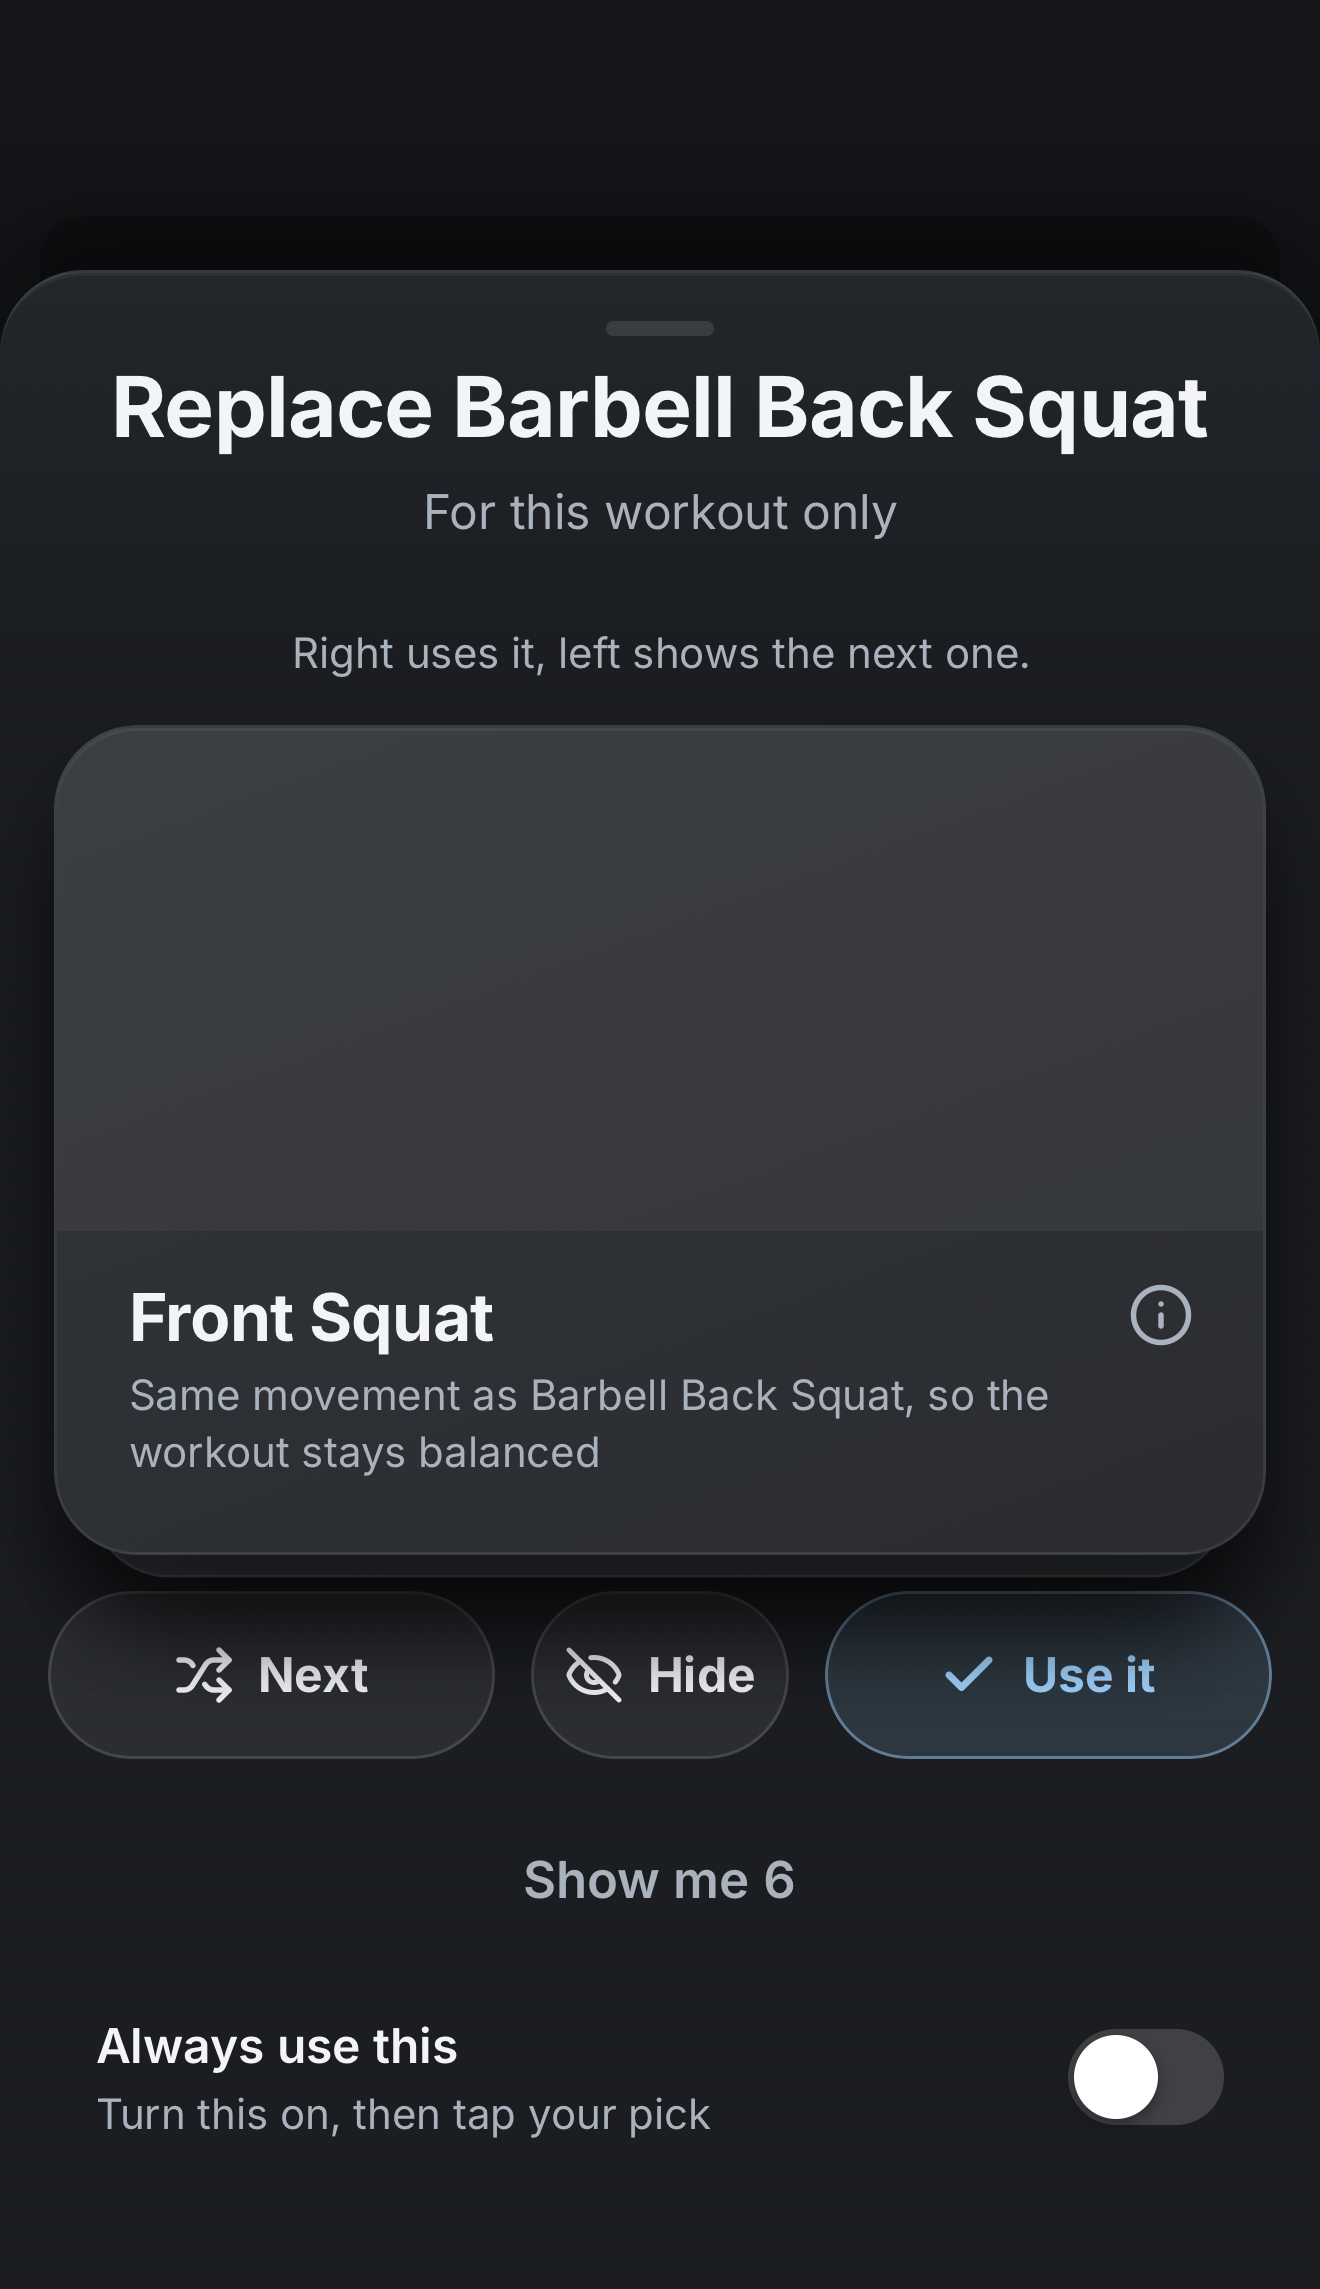 Replace Barbell Back Squat
For this workout only
Right uses it, left shows the next one.
Front Squat
Same movement as Barbell Back Squat, so the
workout stays balanced
Next
Hide
Use it
Show me 6
Always use this
Turn this on, then tap your pick